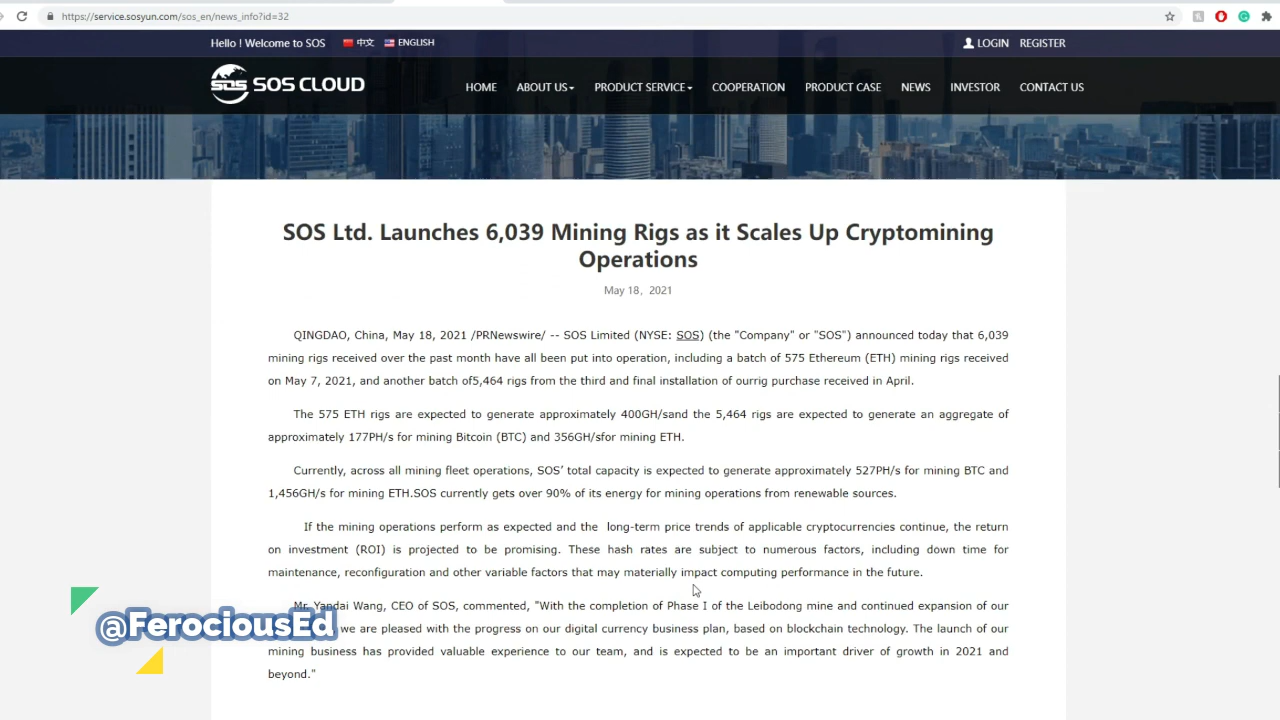 https://service.sosyun.com/sos_en/news_info?id=32
Hello ! Welcome to SOS 中文 ENGLISH LOGIN REGISTER
SOS SOS CLOUD HOME ABOUT US PRODUCT SERVICE COOPERATION PRODUCT CASE NEWS INVESTOR CONTACT US
SOS Ltd. Launches 6,039 Mining Rigs as it Scales Up Cryptomining
Operations
May 18, 2021
QINGDAO, China, May 18, 2021 /PRNewswire/ -- SOS Limited (NYSE: SOS) (the "Company" or "SOS") announced today that 6,039
mining rigs received over the past month have all been put into operation, including a batch of 575 Ethereum (ETH) mining rigs received
on May 7, 2021, and another batch of5,464 rigs from the third and final installation of ourrig purchase received in April.
The 575 ETH rigs are expected to generate approximately 400GH/sand the 5,464 rigs are expected to generate an aggregate of
approximately 177PH/s for mining Bitcoin (BTC) and 356GH/sfor mining ETH.
Currently, across all mining fleet operations, SOS' total capacity is expected to generate approximately 527PH/s for mining BTC and
1,456GH/s for mining ETH.SOS currently gets over 90% of its energy for mining operations from renewable sources.
If the mining operations perform as expected and the long-term price trends of applicable cryptocurrencies continue, the return
on investment (ROI) is projected to be promising. These hash rates are subject to numerous factors, including down time for
maintenance, reconfiguration and other variable factors that may materially impact computing performance in the future.
Mr. Yandai Wang, CEO of SOS, commented, "With the completion of Phase I of the Leibodong mine and continued expansion of our
@FerociousEd
we are pleased with the progress on our digital currency business plan, based on blockchain technology. The launch of our
mining business has provided valuable experience to our team, and is expected to be an important driver of growth in 2021 and
beyond."